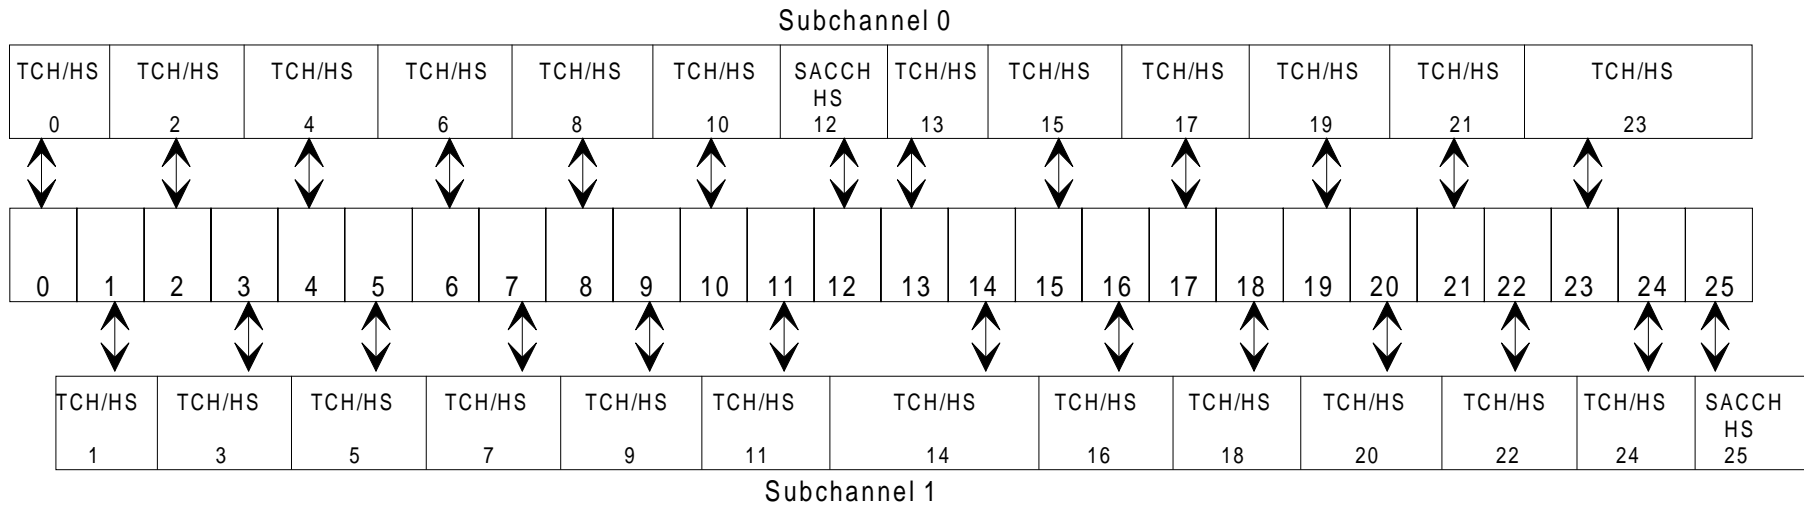 Subchannel 0
TCH/HS TCH/HS TCH/HS TCH/HS TCH/HS TCH/HS SACCH TCH/HS TCH/HS TCH/HS TCH/HS TCH/HS TCH/HS
HS
0 2 4 6 8 10 12 13 15 17 19 21 23
0 1 2 3 4 5 6 7 8 9 10 11 12 13 14 15 16 17 18 19 20 21 22 23 24 25
TCH/HS TCH/HS TCH/HS TCH/HS TCH/HS TCH/HS TCH/HS TCH/HS TCH/HS TCH/HS TCH/HS TCH/HS SACCH
HS
1 3 5 7 9 11 14 16 18 20 22 24 25
Subchannel 1